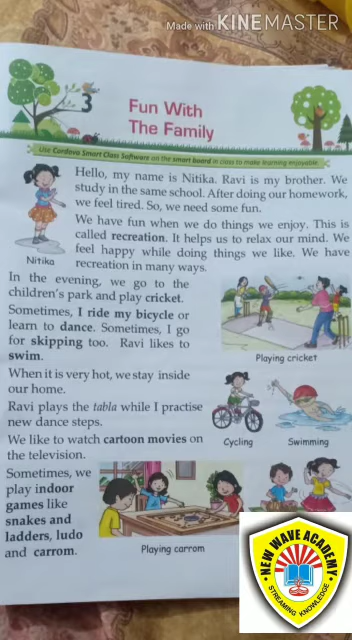 Made with KINEMASTER
3
Fun With
The Family
Use Cordova Smart Class Software on the smart board in class to make learning enjoyable
Hello, my name is Nitika. Ravi is my brother. We
study in the same school. After doing our homework,
we feel tired. So, we need some fun.
We have fun when we do things we enjoy. This is
called recreation. It helps us to relax our mind. We
feel happy while doing things we like. We have
recreation in many ways.
Nitika
In the evening, we go to the
children's park and play cricket.
Sometimes, I ride my bicycle or
learn to dance. Sometimes, I go
for skipping too. Ravi likes to
swim.
Playing cricket
When it is very hot, we stay inside
our home.
Ravi plays the tabla while I practise
new dance steps.
We like to watch cartoon movies on
the television.
Cycling
Swimming
Sometimes, we
play indoor
games like
snakes and
ladders, ludo
and carrom.
Playing carrom
NEW WAVE ACADEMY
STREAMING KNOWLEDGE